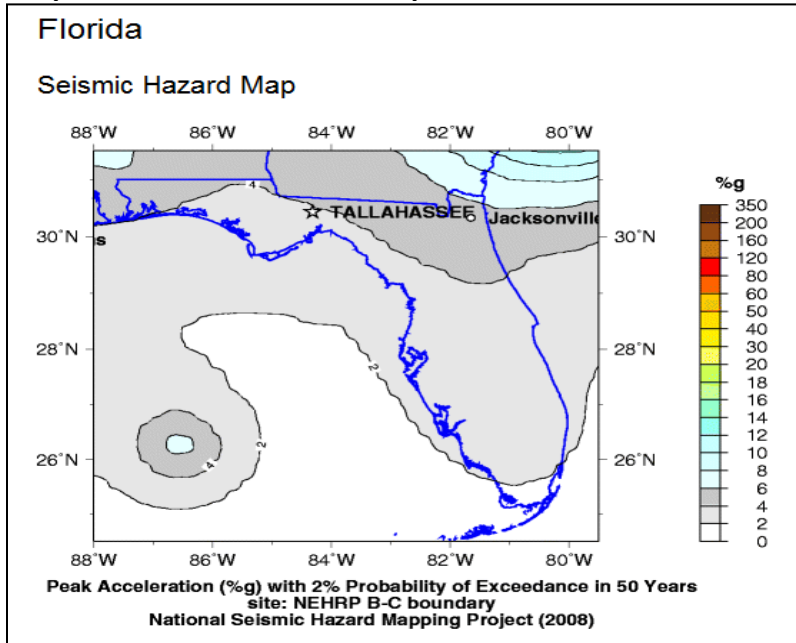 Florida
Seismic Hazard Map
88°W 86°W 84°W 82°W 80°W
%g
350
200
160
120
80
60
50
40
30
20
18
16
14
12
10
8
6
4
2
0
4
TALLAHASSEE
Jacksonville
30°N
s
28°N
2
26°N
4
2
88°W 86°W 84°W 82°W 80°W
Peak Acceleration (%g) with 2% Probability of Exceedance in 50 Years
site: NEHRP B-C boundary
National Seismic Hazard Mapping Project (2008)